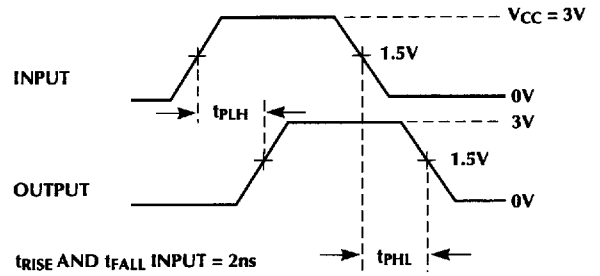 VCC = 3V
1.5V
INPUT
0V
tPLH
3V
1.5V
OUTPUT
0V
tRISE AND tFALL INPUT = 2ns
tPHL